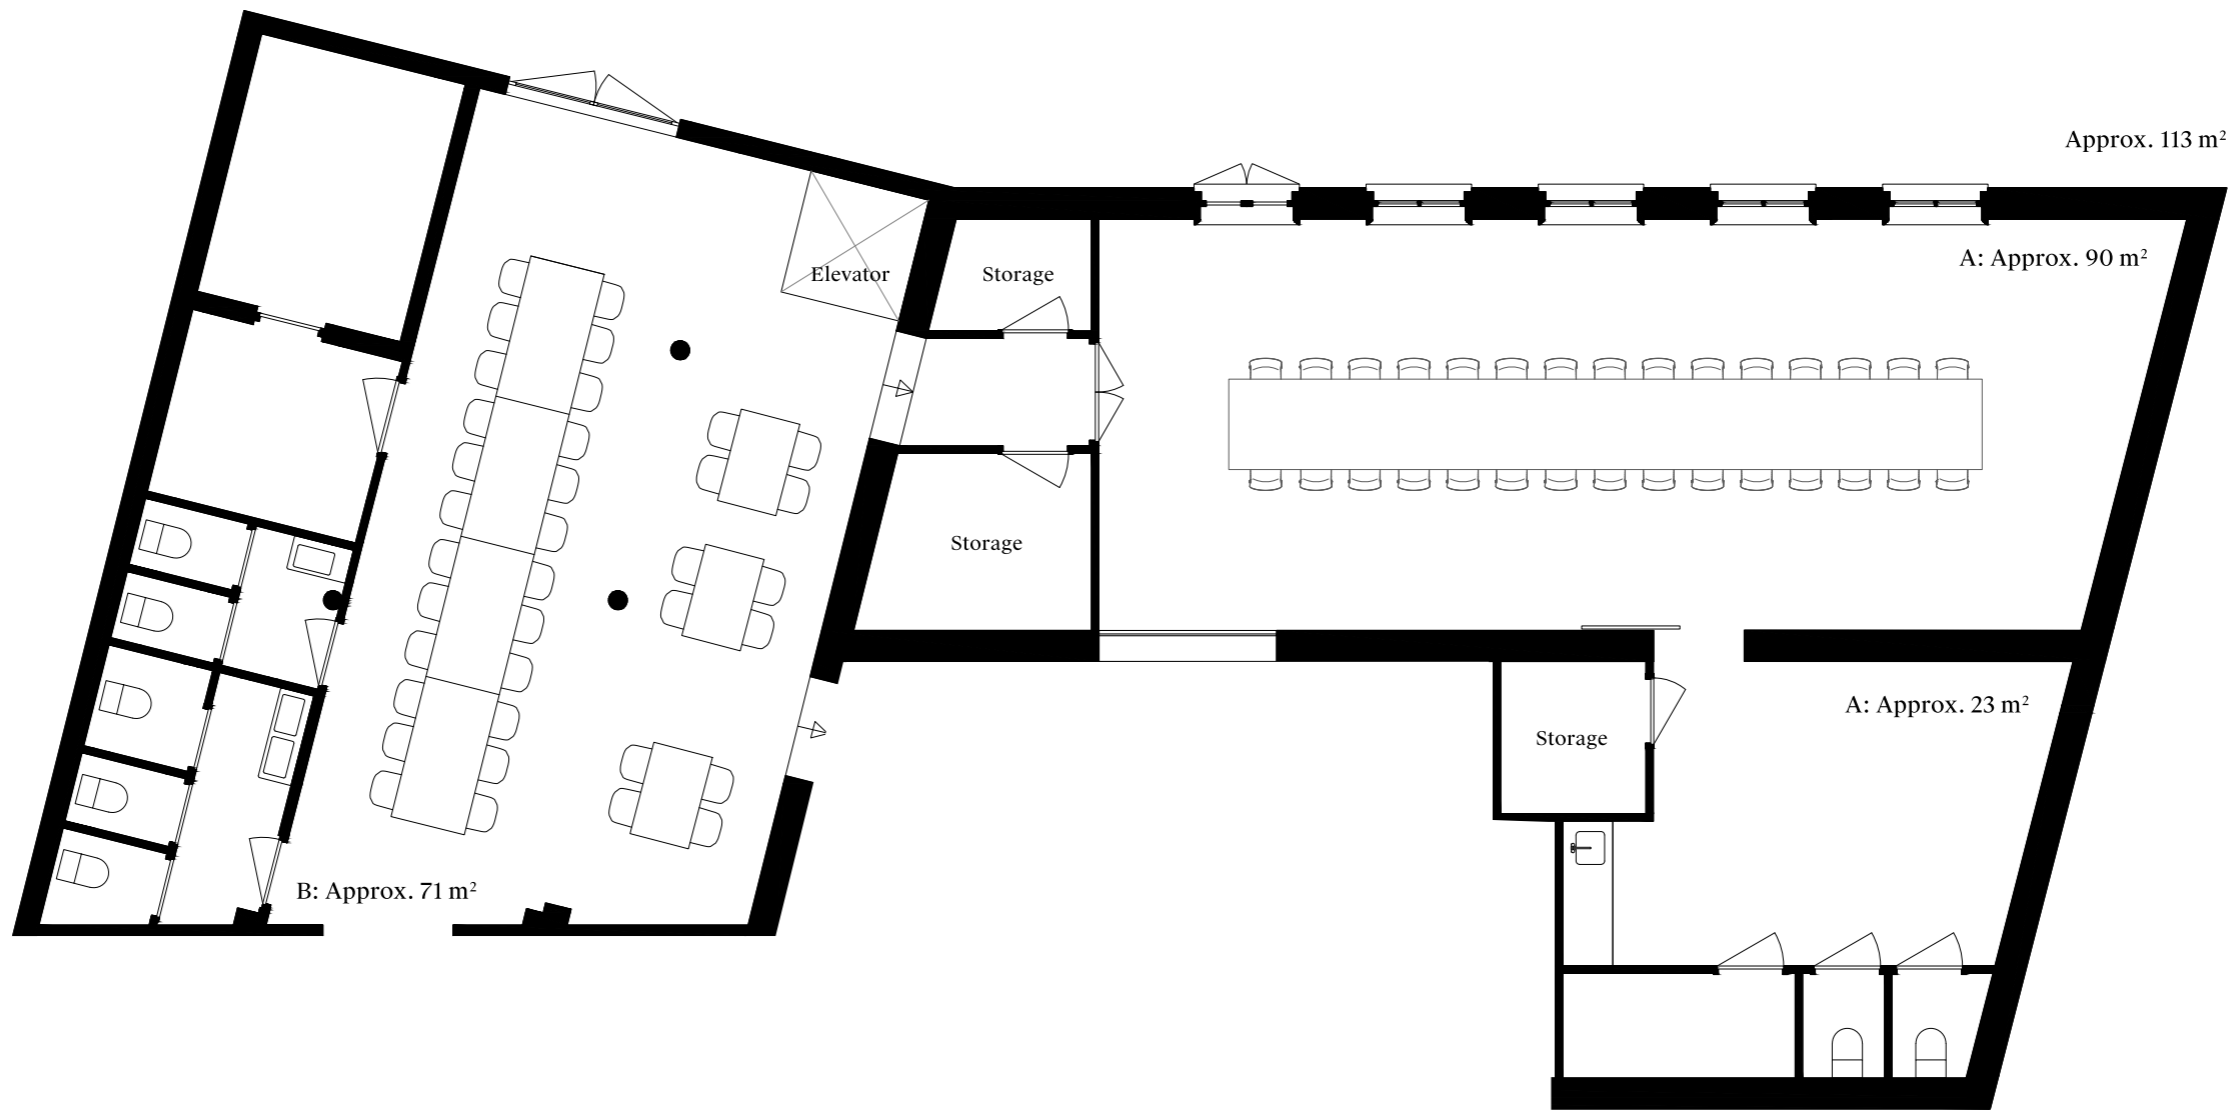 Approx. 113 m²
A: Approx. 90 m²
Elevator
Storage
Storage
A: Approx. 23 m²
Storage
B: Approx. 71 m²